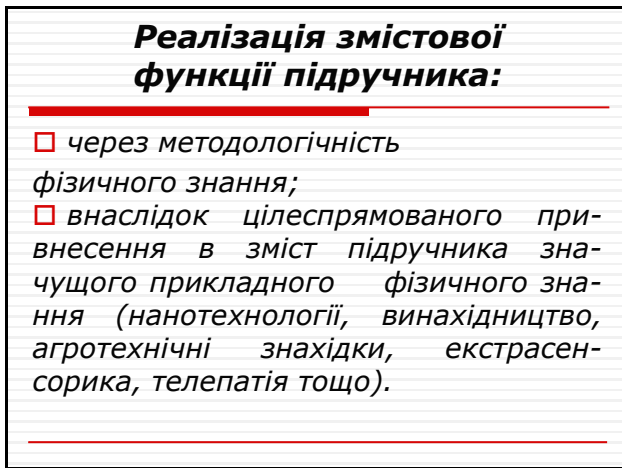 Реалізація змістової
функції підручника:
через методологічність
фізичного знання;
внаслідок цілеспрямованого при-
внесення в зміст підручника зна-
чущого прикладного фізичного зна-
ння (нанотехнології, винахідництво,
агротехнічні знахідки, екстрасен-
сорика, телепатія тощо).